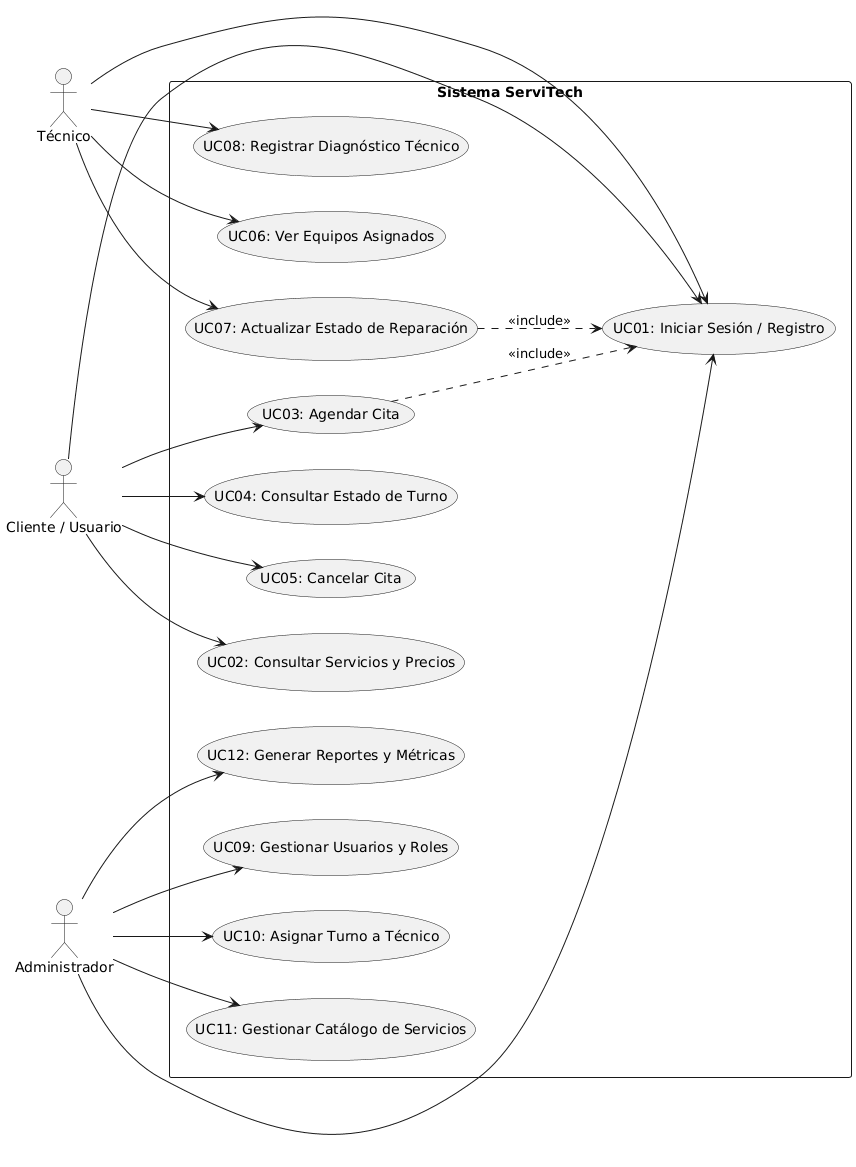 Sistema ServiTech
Técnico
UC08: Registrar Diagnóstico Técnico
UC06: Ver Equipos Asignados
UC07: Actualizar Estado de Reparación
«include»
UC01: Iniciar Sesión / Registro
«include»
UC03: Agendar Cita
UC04: Consultar Estado de Turno
Cliente / Usuario
UC05: Cancelar Cita
UC02: Consultar Servicios y Precios
UC12: Generar Reportes y Métricas
UC09: Gestionar Usuarios y Roles
UC10: Asignar Turno a Técnico
Administrador
UC11: Gestionar Catálogo de Servicios